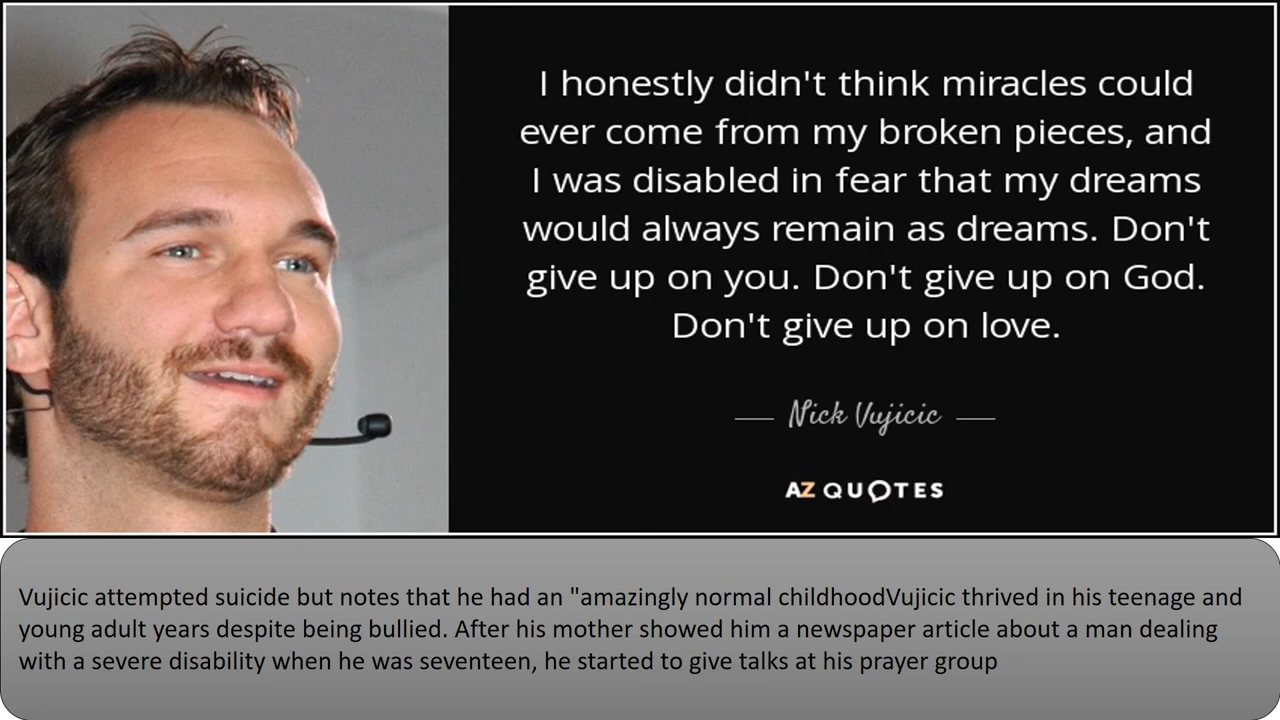 I honestly didn't think miracles could
ever come from my broken pieces, and
I was disabled in fear that my dreams
would always remain as dreams. Don't
give up on you. Don't give up on God.
Don't give up on love.
Nick Vujicic
AZ QUOTES
Vujicic attempted suicide but notes that he had an "amazingly normal childhoodVujicic thrived in his teenage and
young adult years despite being bullied. After his mother showed him a newspaper article about a man dealing
with a severe disability when he was seventeen, he started to give talks at his prayer group